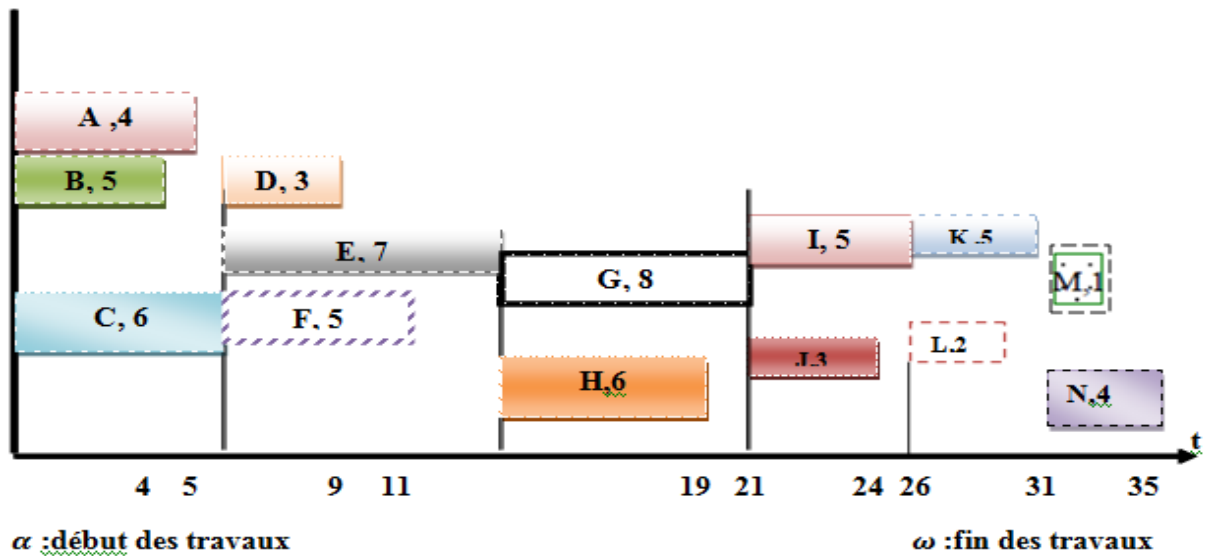 A ,4
B, 5
D, 3
I, 5
K ,5
E, 7
G, 8
M,1
C, 6
F, 5
J,3
L,2
H,6
N,4
t
4 5 9 11 19 21 24 26 31 35
α :début des travaux
ω :fin des travaux